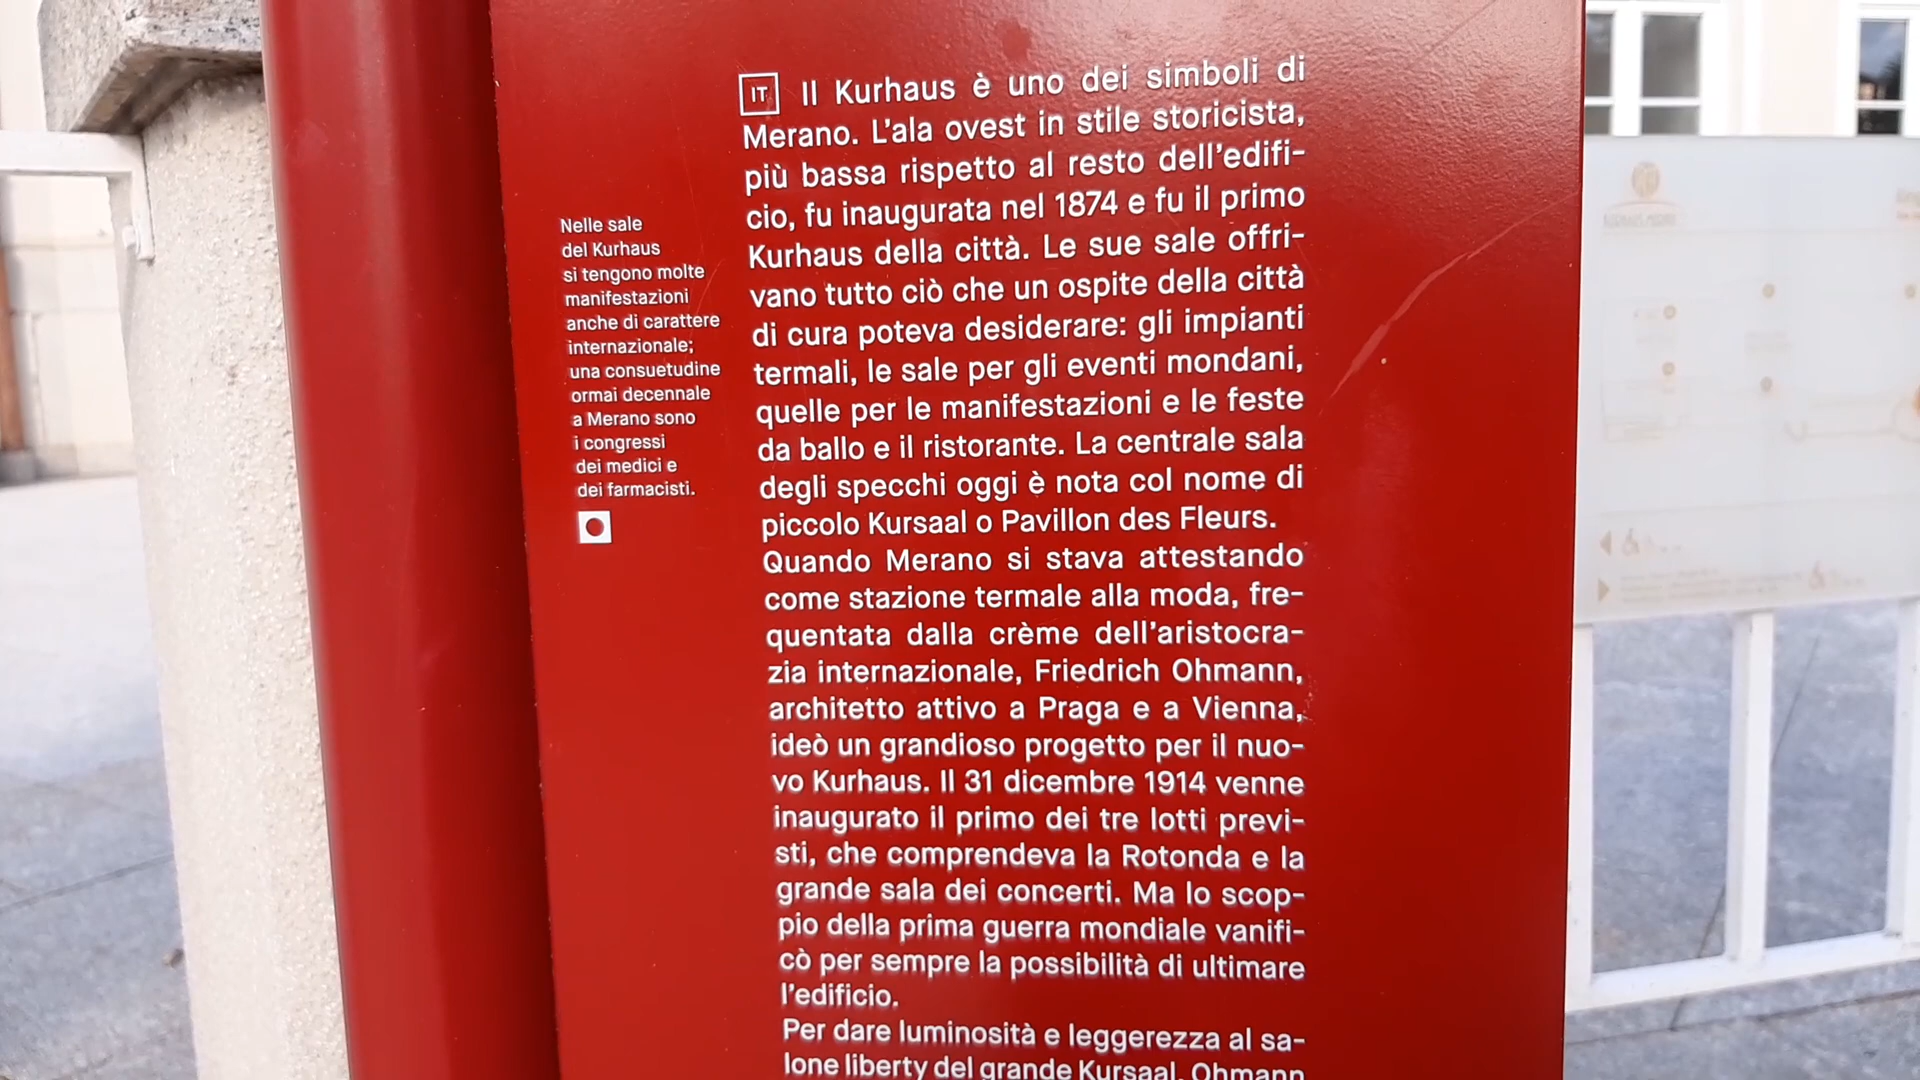 Nelle sale
del Kurhaus
si tengono molte
manifestazioni
anche di carattere
internazionale;
una consuetudine
ormai decennale
a Merano sono
i congressi
dei medici e
dei farmacisti.
IT Il Kurhaus è uno dei simboli di
Merano. L'ala ovest in stile storicista,
più bassa rispetto al resto dell'edifi-
cio, fu inaugurata nel 1874 e fu il primo
Kurhaus della città. Le sue sale offri-
vano tutto ciò che un ospite della città
di cura poteva desiderare: gli impianti
termali, le sale per gli eventi mondani,
quelle per le manifestazioni e le feste
da ballo e il ristorante. La centrale sala
degli specchi oggi è nota col nome di
piccolo Kursaal o Pavillon des Fleurs.
Quando Merano si stava attestando
come stazione termale alla moda, fre-
quentata dalla crème dell'aristocra-
zia internazionale, Friedrich Ohmann,
architetto attivo a Praga e a Vienna,
ideò un grandioso progetto per il nuo-
vo Kurhaus. Il 31 dicembre 1914 venne
inaugurato il primo dei tre lotti previ-
sti, che comprendeva la Rotonda e la
grande sala dei concerti. Ma lo scop-
pio della prima guerra mondiale vanifi-
cò per sempre la possibilità di ultimare
l'edificio.
Per dare luminosità e leggerezza al sa-
lone liberty del grande Kursaal, Ohmann